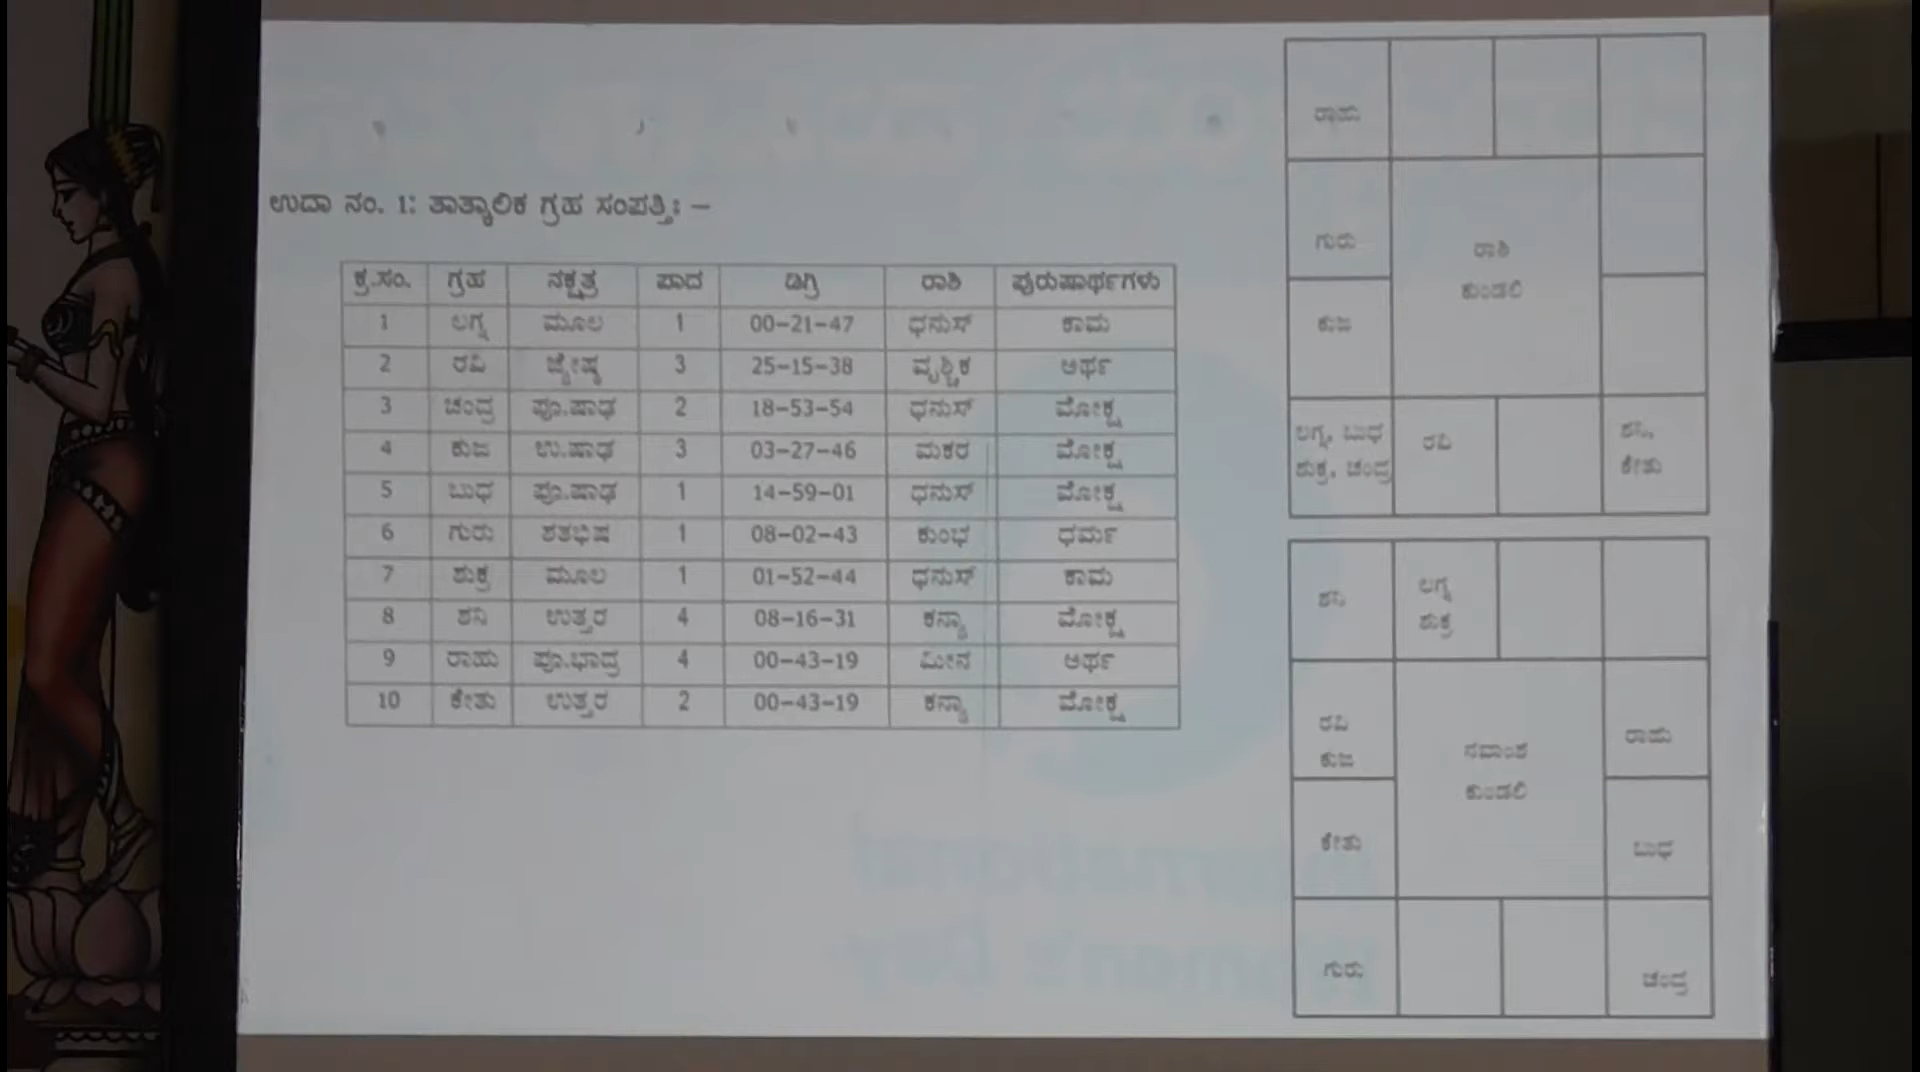 ಉದಾ ನಂ. 1: ತಾತ್ಕಾಲಿಕ ಗ್ರಹ ಸಂಪತ್ತಿ: –
ಕ್ರ.ಸಂ. ಗ್ರಹ ನಕ್ಷತ್ರ ಪಾದ ಡಿಗ್ರಿ ರಾಶಿ ಪುರುಷಾರ್ಥಗಳು
1 ಲಗ್ನ ಮೂಲ 1 00-21-47 ಧನುಸ್ ಕಾಮ
2 ರವಿ ಜ್ಯೇಷ್ಠ 3 25-15-38 ವೃಶ್ಚಿಕ ಅರ್ಥ
3 ಚಂದ್ರ ಪೂ.ಷಾಢ 2 18-53-54 ಧನುಸ್ ಮೋಕ್ಷ
4 ಕುಜ ಉ.ಷಾಢ 3 03-27-46 ಮಕರ ಮೋಕ್ಷ
5 ಬುಧ ಪೂ.ಷಾಢ 1 14-59-01 ಧನುಸ್ ಮೋಕ್ಷ
6 ಗುರು ಶತಭಿಷ 1 08-02-43 ಕುಂಭ ಧರ್ಮ
7 ಶುಕ್ರ ಮೂಲ 1 01-52-44 ಧನುಸ್ ಕಾಮ
8 ಶನಿ ಉತ್ತರ 4 08-16-31 ಕನ್ಯಾ ಮೋಕ್ಷ
9 ರಾಹು ಪೂ.ಭಾದ್ರ 4 00-43-19 ಮೀನ ಅರ್ಥ
10 ಕೇತು ಉತ್ತರ 2 00-43-19 ಕನ್ಯಾ ಮೋಕ್ಷ
ರಾಹು
ಗುರು
ರಾಶಿ
ಕುಂಡಲಿ
ಕುಜ
ಲಗ್ನ, ಬುಧ
ಶುಕ್ರ, ಚಂದ್ರ
ರವಿ
ಶನಿ,
ಕೇತು
ಶನಿ
ಲಗ್ನ
ಶುಕ್ರ
ರವಿ
ಕುಜ
ನವಾಂಶ
ಕುಂಡಲಿ
ರಾಹು
ಕೇತು
ಬುಧ
ಗುರು
ಚಂದ್ರ